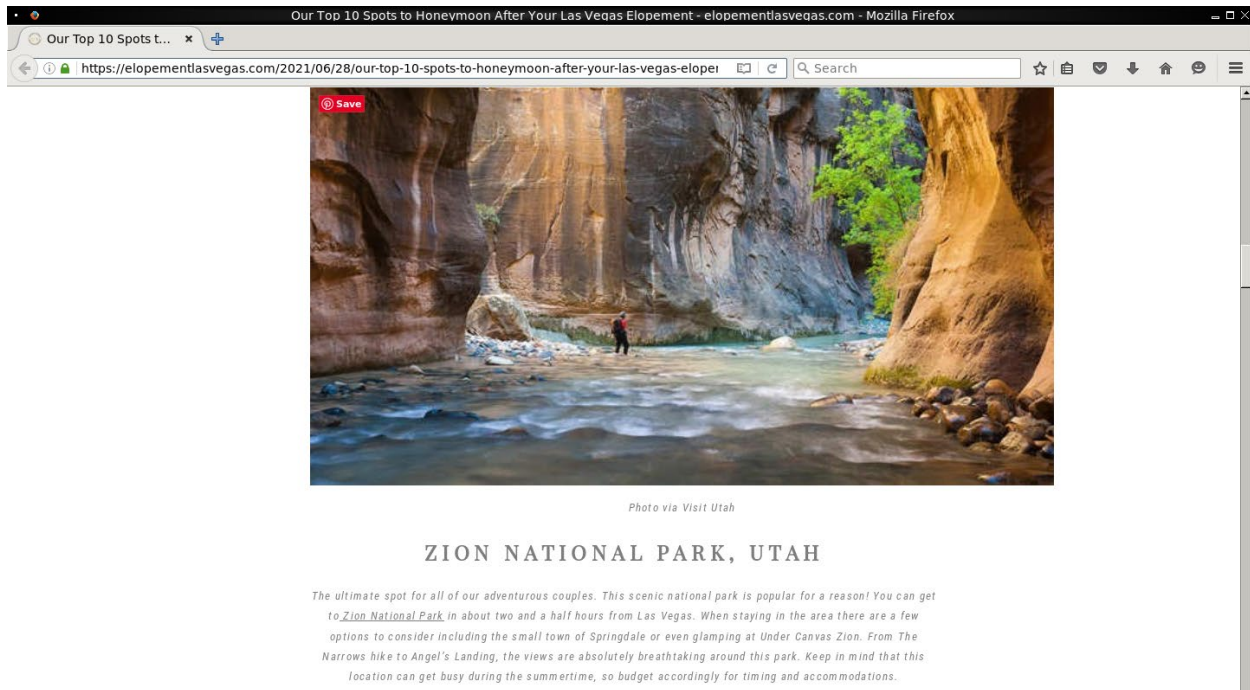 Our Top 10 Spots to Honeymoon After Your Las Vegas Elopement - elopementlasvegas.com - Mozilla Firefox
Our Top 10 Spots t...
https://elopementlasvegas.com/2021/06/28/our-top-10-spots-to-honeymoon-after-your-las-vegas-eloper
Search
Save
Photo via Visit Utah
ZION NATIONAL PARK, UTAH
The ultimate spot for all of our adventurous couples. This scenic national park is popular for a reason! You can get
to Zion National Park in about two and a half hours from Las Vegas. When staying in the area there are a few
options to consider including the small town of Springdale or even glamping at Under Canvas Zion. From The
Narrows hike to Angel's Landing, the views are absolutely breathtaking around this park. Keep in mind that this
location can get busy during the summertime, so budget accordingly for timing and accommodations.